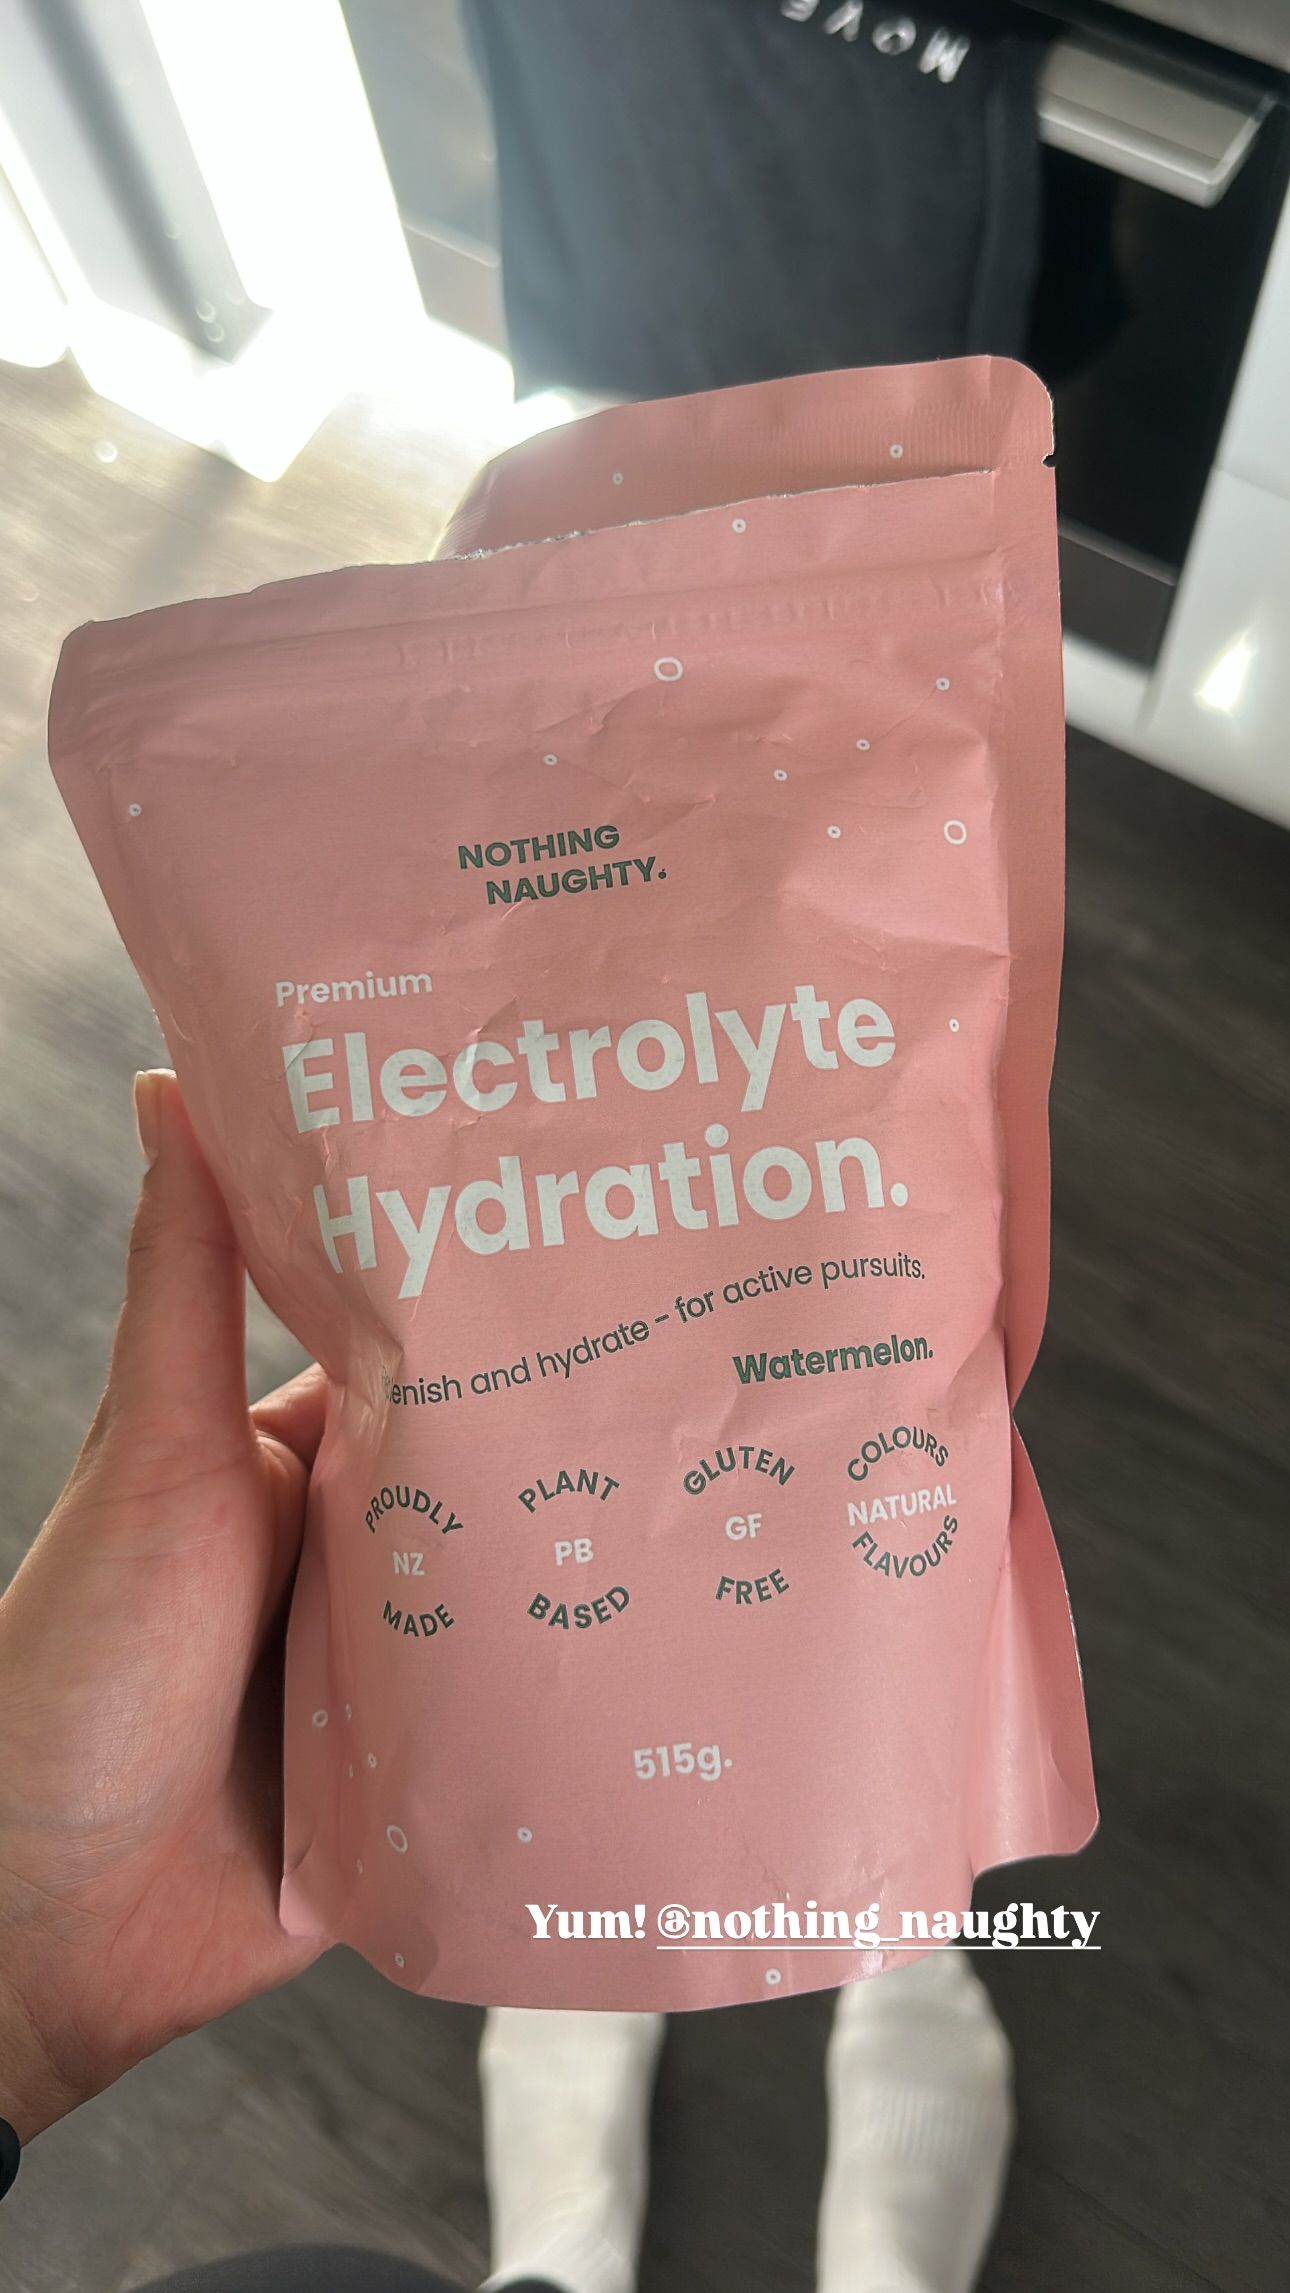 MOVE
NOTHING
NAUGHTY.
Premium
Electrolyte
Hydration.
and hydrate - for active pursuits.
Watermelon.
PROUDLY
NZ
MADE
PLANT
PB
BASED
GLUTEN
GF
FREE
COLOURS
NATURAL
FLAVOURS
515g.
Yum! @nothing_naughty